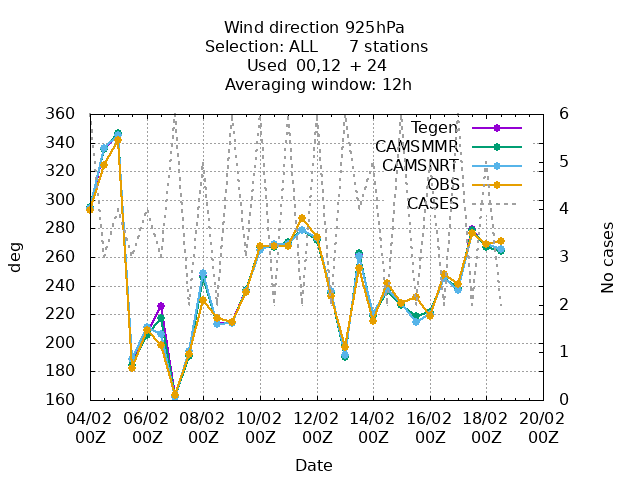 Wind direction 925hPa
Selection: ALL 7 stations
Used 00,12 + 24
Averaging window: 12h
360
340
320
300
280
260
240
220
200
180
160
deg
6
5
4
3
2
1
0
No cases
Tegen
CAMSMMR
CAMSNRT
OBS
CASES
04/02 06/02 08/02 10/02 12/02 14/02 16/02 18/02 20/02
00Z 00Z 00Z 00Z 00Z 00Z 00Z 00Z 00Z
Date